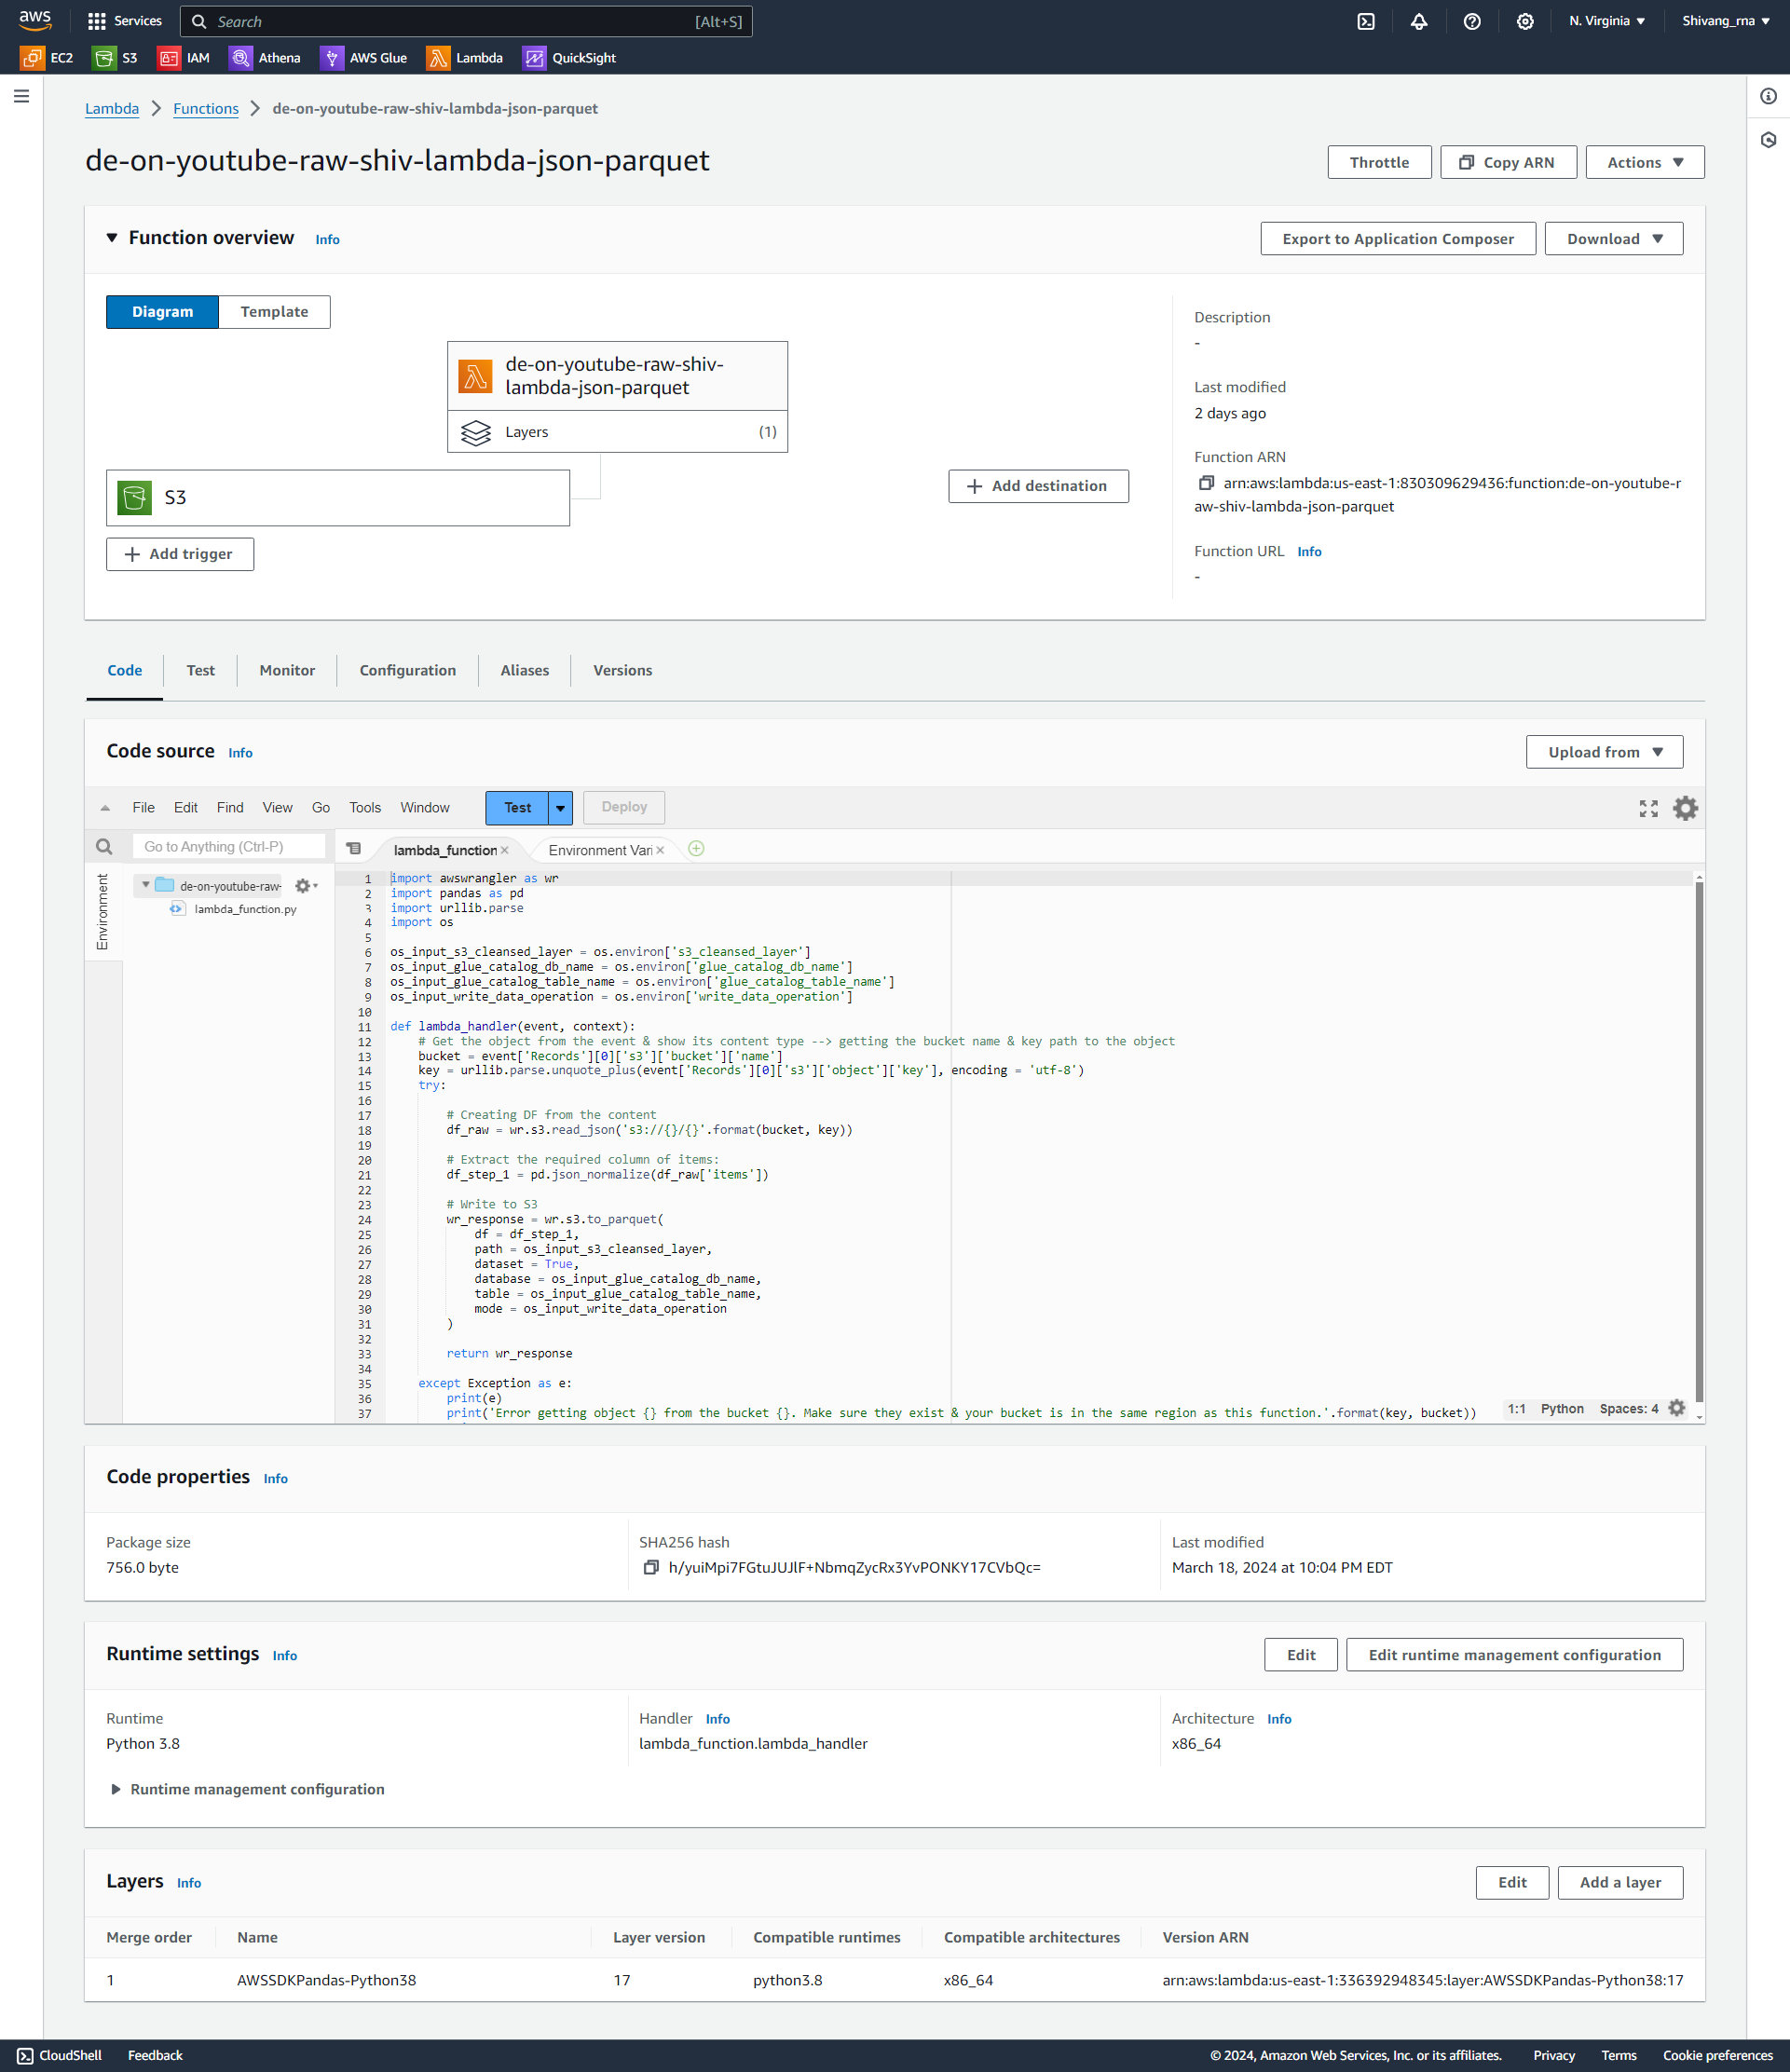 aws Services Search [Alt+S] N. Virginia Shivang_rna
EC2 S3 IAM Athena AWS Glue Lambda QuickSight
Lambda Functions de-on-youtube-raw-shiv-lambda-json-parquet
de-on-youtube-raw-shiv-lambda-json-parquet
Throttle Copy ARN Actions
Function overview Info
Export to Application Composer Download
Diagram Template
de-on-youtube-raw-shiv-
lambda-json-parquet
Layers (1)
S3
Add trigger
Add destination
Description
-
Last modified
2 days ago
Function ARN
arn:aws:lambda:us-east-1:830309629436:function:de-on-youtube-r
aw-shiv-lambda-json-parquet
Function URL Info
-
Code Test Monitor Configuration Aliases Versions
Code source Info
Upload from
File Edit Find View Go Tools Window Test Deploy
Go to Anything (Ctrl-P)
lambda_function Environment Vari
Environment
de-on-youtube-raw-
lambda_function.py
1 import awswrangler as wr
2 import pandas as pd
3 import urllib.parse
4 import os
5
6 os_input_s3_cleansed_layer = os.environ['s3_cleansed_layer']
7 os_input_glue_catalog_db_name = os.environ['glue_catalog_db_name']
8 os_input_glue_catalog_table_name = os.environ['glue_catalog_table_name']
9 os_input_write_data_operation = os.environ['write_data_operation']
10
11 def lambda_handler(event, context):
12 # Get the object from the event & show its content type --> getting the bucket name & key path to the object
13 bucket = event['Records'][0]['s3']['bucket']['name']
14 key = urllib.parse.unquote_plus(event['Records'][0]['s3']['object']['key'], encoding = 'utf-8')
15 try:
16
17 # Creating DF from the content
18 df_raw = wr.s3.read_json('s3://{}/{}'.format(bucket, key))
19
20 # Extract the required column of items:
21 df_step_1 = pd.json_normalize(df_raw['items'])
22
23 # Write to S3
24 wr_response = wr.s3.to_parquet(
25 df = df_step_1,
26 path = os_input_s3_cleansed_layer,
27 dataset = True,
28 database = os_input_glue_catalog_db_name,
29 table = os_input_glue_catalog_table_name,
30 mode = os_input_write_data_operation
31 )
32
33 return wr_response
34
35 except Exception as e:
36 print(e)
37 print('Error getting object {} from the bucket {}. Make sure they exist & your bucket is in the same region as this function.'.format(key, bucket))
1:1 Python Spaces: 4
Code properties Info
Package size
756.0 byte
SHA256 hash
h/yuiMpi7FGtuJUJlF+NbmqZycRx3YvPONKY17CVbQc=
Last modified
March 18, 2024 at 10:04 PM EDT
Runtime settings Info
Edit Edit runtime management configuration
Runtime
Python 3.8
Handler Info
lambda_function.lambda_handler
Architecture Info
x86_64
Runtime management configuration
Layers Info
Edit Add a layer
Merge order Name Layer version Compatible runtimes Compatible architectures Version ARN
1 AWSSDKPandas-Python38 17 python3.8 x86_64 arn:aws:lambda:us-east-1:336392948345:layer:AWSSDKPandas-Python38:17
CloudShell Feedback © 2024, Amazon Web Services, Inc. or its affiliates. Privacy Terms Cookie preferences